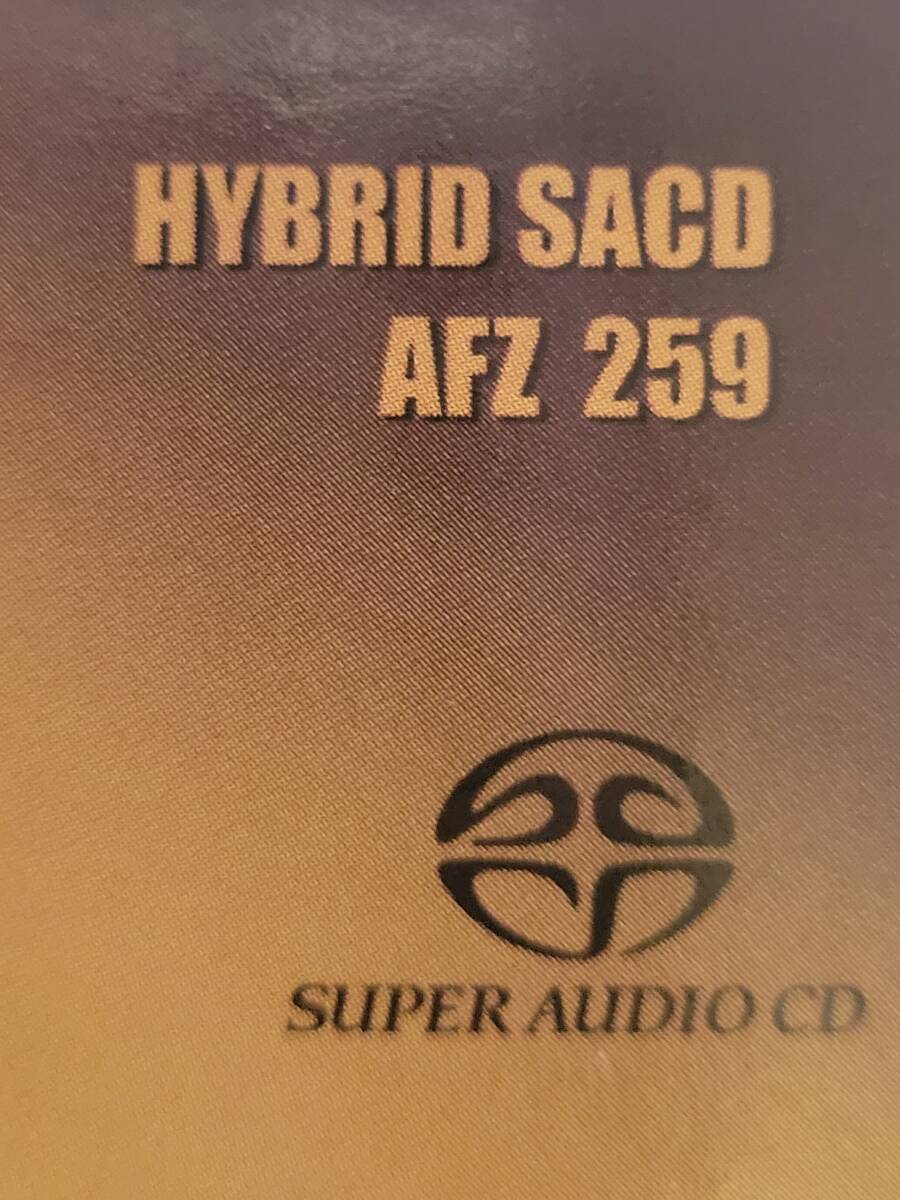 HYBRID SACD
AFZ 259
SUPER AUDIO CD